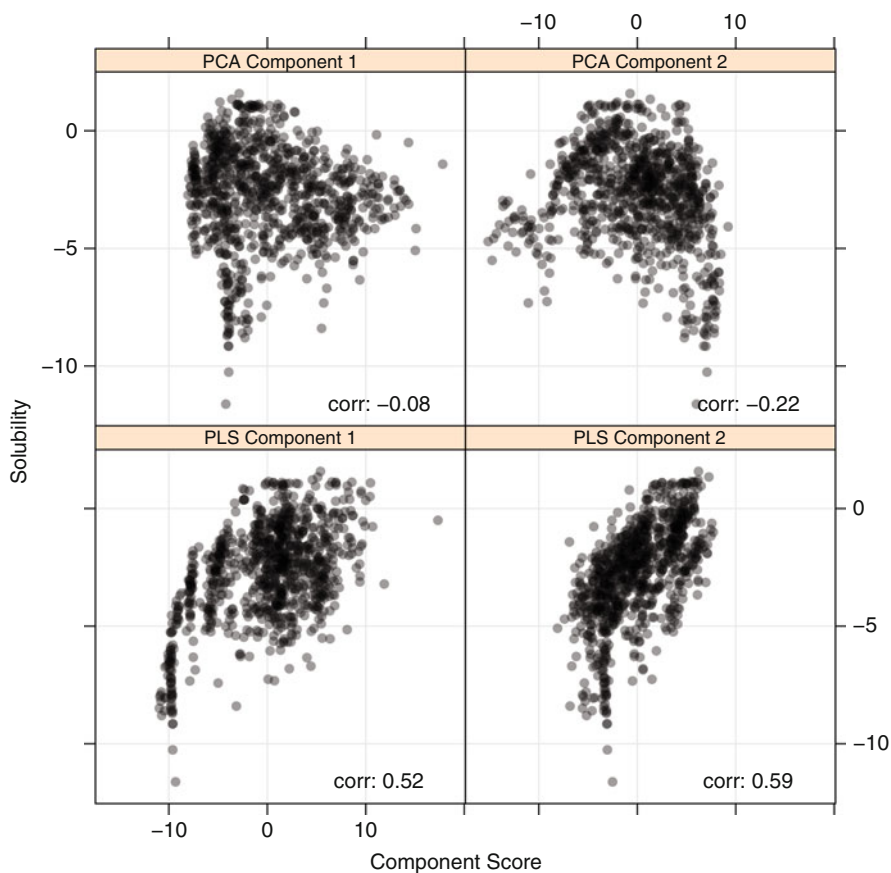 −10 0 10
PCA Component 1 PCA Component 2
0
−5
−10
corr: −0.08 corr: −0.22
Solubility
PLS Component 1 PLS Component 2
0
−5
−10
corr: 0.52 corr: 0.59
−10 0 10
Component Score